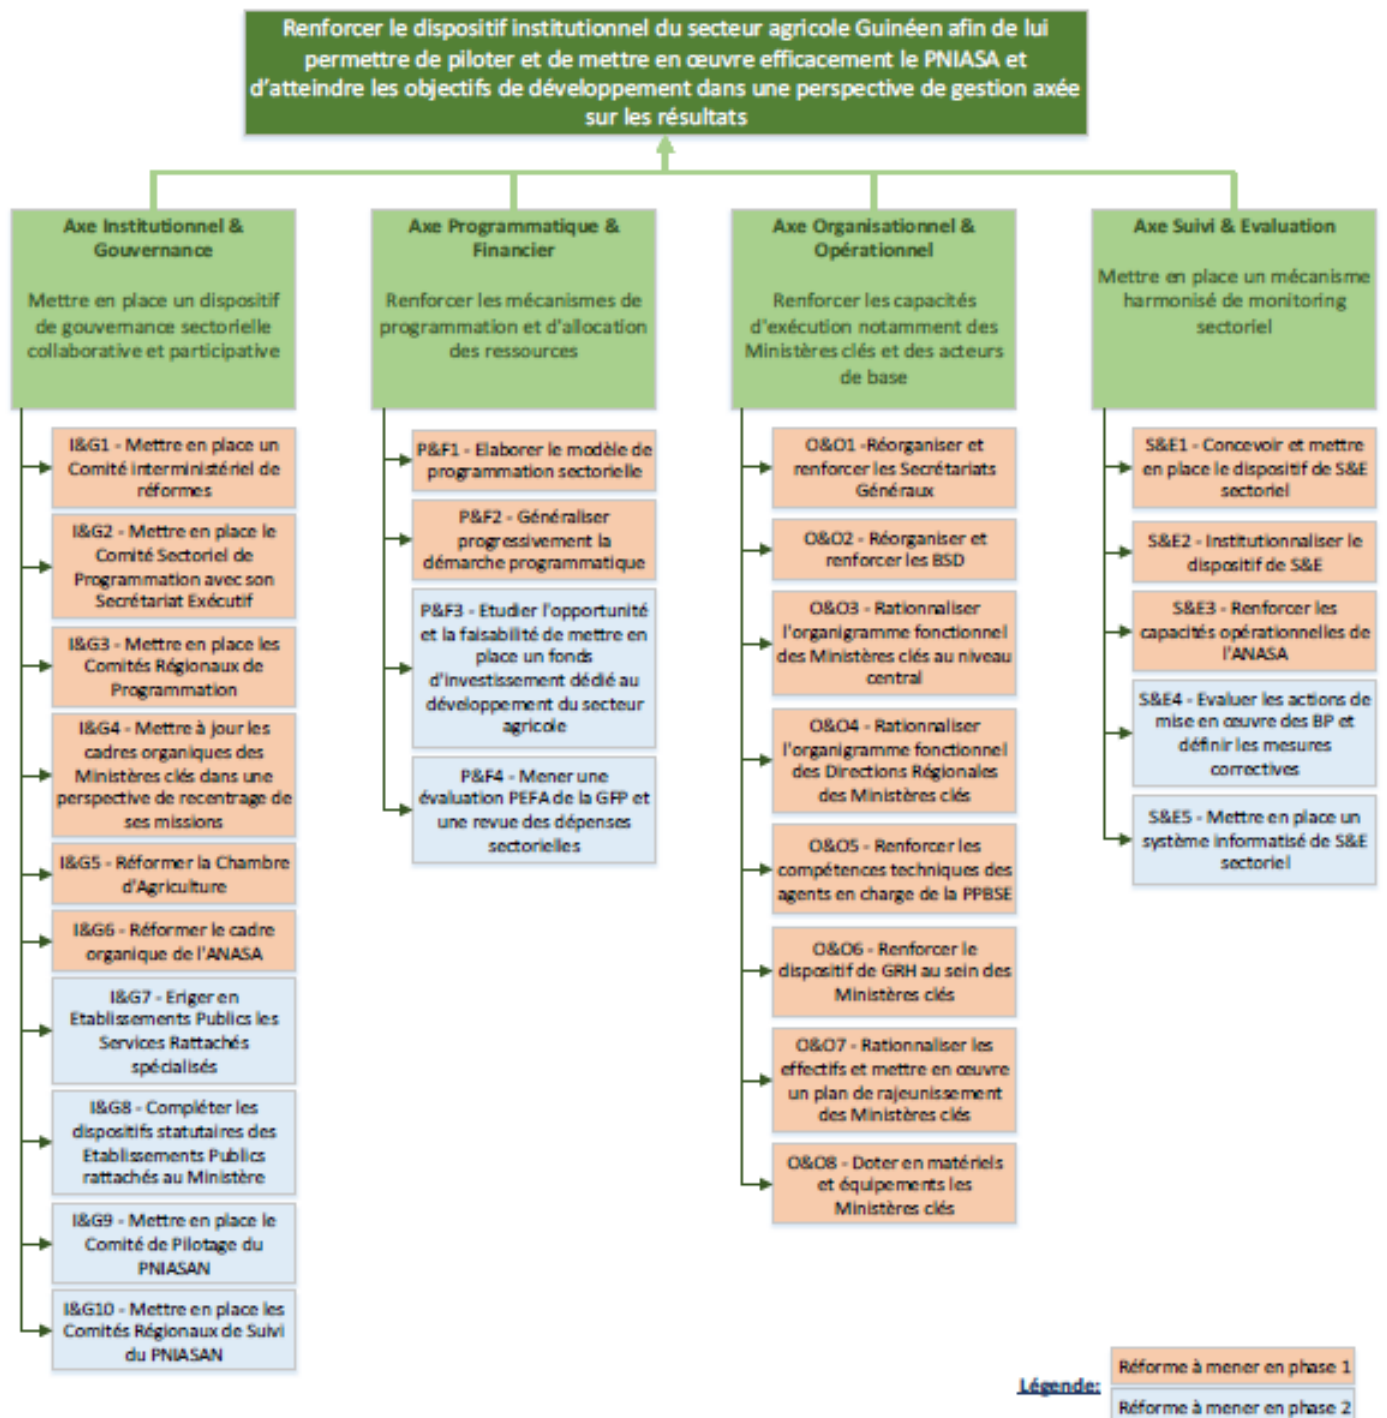 Renforcer le dispositif institutionnel du secteur agricole Guinéen afin de lui
permettre de piloter et de mettre en œuvre efficacement le PNIASA et
d'atteindre les objectifs de développement dans une perspective de gestion axée
sur les résultats
Axe Institutionnel &
Gouvernance
Mettre en place un dispositif
de gouvernance sectorielle
collaborative et participative
I&G1 - Mettre en place un
Comité interministériel de
réformes
I&G2 - Mettre en place le
Comité Sectoriel de
Programmation avec son
Secrétariat Exécutif
I&G3 - Mettre en place les
Comités Régionaux de
Programmation
I&G4 - Mettre à jour les
cadres organiques des
Ministères clés dans une
perspective de recentrage de
ses missions
I&G5 - Réformer la Chambre
d'Agriculture
I&G6 - Réformer le cadre
organique de l'ANASA
I&G7 - Eriger en
Etablissements Publics les
Services Rattachés
spécialisés
I&G8 - Compléter les
dispositifs statutaires des
Etablissements Publics
rattachés au Ministère
I&G9 - Mettre en place le
Comité de Pilotage du
PNIASAN
I&G10 - Mettre en place les
Comités Régionaux de Suivi
du PNIASAN
Axe Programmatique &
Financier
Renforcer les mécanismes de
programmation et d'allocation
des ressources
P&F1 - Elaborer le modèle de
programmation sectorielle
P&F2 - Généraliser
progressivement la
démarche programmatique
P&F3 - Etudier l'opportunité
et la faisabilité de mettre en
place un fonds
d'investissement dédié au
développement du secteur
agricole
P&F4 - Mener une
évaluation PEFA de la GFP et
une revue des dépenses
sectorielles
Axe Organisationnel &
Opérationnel
Renforcer les capacités
d'exécution notamment des
Ministères clés et des acteurs
de base
O&O1 -Réorganiser et
renforcer les Secrétariats
Généraux
O&O2 - Réorganiser et
renforcer les BSD
O&O3 - Rationnaliser
l'organigramme fonctionnel
des Ministères clés au niveau
central
O&O4 - Rationnaliser
l'organigramme fonctionnel
des Directions Régionales
des Ministères clés
O&O5 - Renforcer les
compétences techniques des
agents en charge de la PPBSE
O&O6 - Renforcer le
dispositif de GRH au sein des
Ministères clés
O&O7 - Rationnaliser les
effectifs et mettre en œuvre
un plan de rajeunissement
des Ministères clés
O&O8 - Doter en matériels
et équipements les
Ministères clés
Axe Suivi & Evaluation
Mettre en place un mécanisme
harmonisé de monitoring
sectoriel
S&E1 - Concevoir et mettre
en place le dispositif de S&E
sectoriel
S&E2 - Institutionnaliser le
dispositif de S&E
S&E3 - Renforcer les
capacités opérationnelles de
l'ANASA
S&E4 - Evaluer les actions de
mise en œuvre des BP et
définir les mesures
correctives
S&E5 - Mettre en place un
système informatisé de S&E
sectoriel
Légende:
Réforme à mener en phase 1
Réforme à mener en phase 2